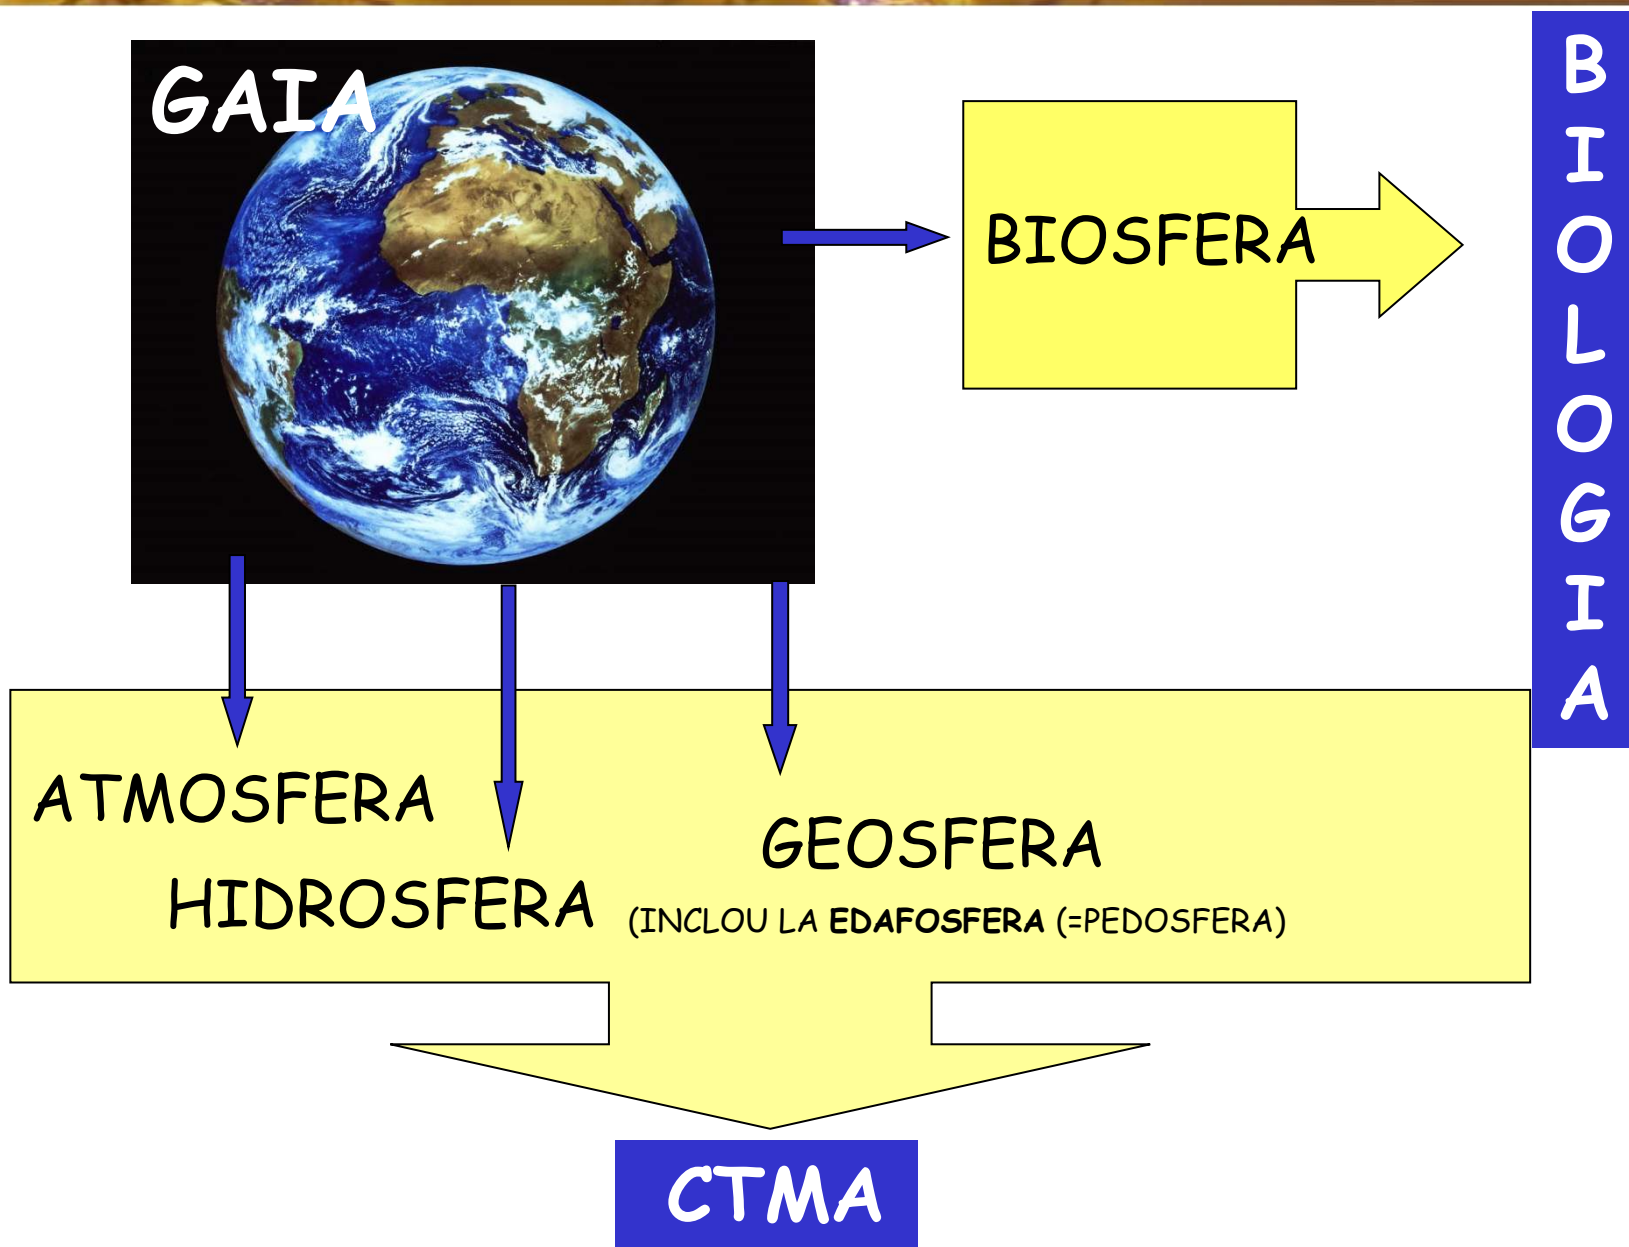 GAIA
BIOSFERA
BIOLOGIA
ATMOSFERA
GEOSFERA
HIDROSFERA
(INCLOU LA EDAFOSFERA (=PEDOSFERA)
CTMA